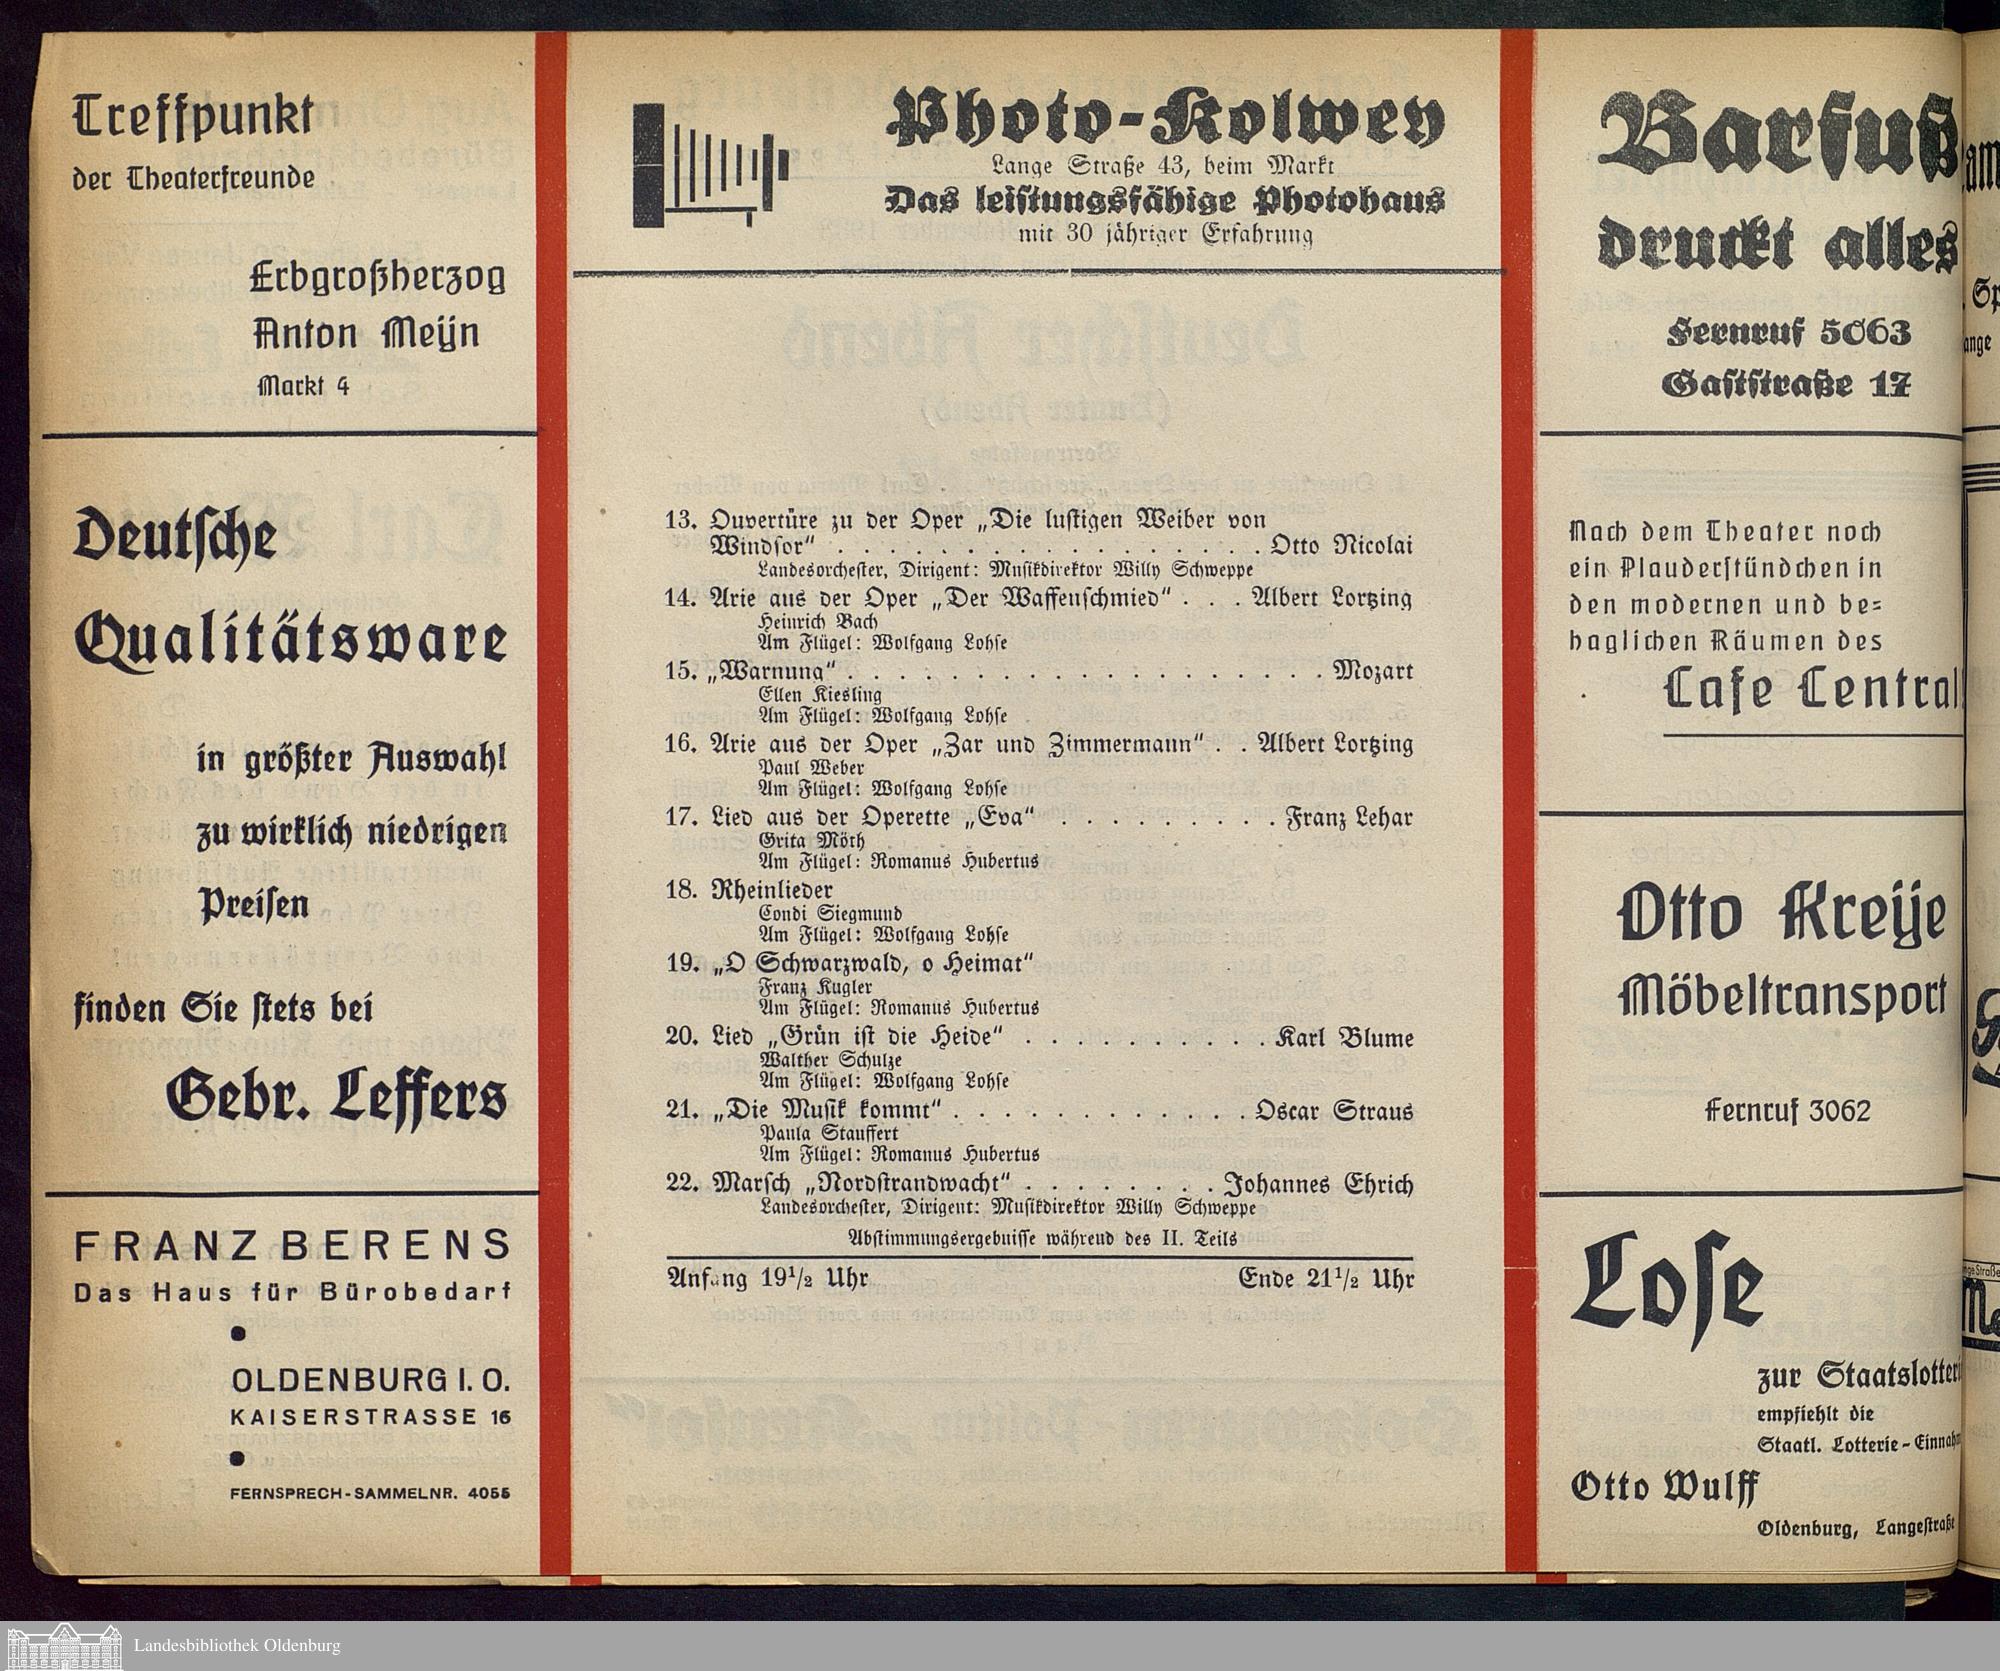 Treffpunkt
der Theaterfreunde
Erbgroßherzog
Anton Meijn
Markt 4
Deutsche
Qualitätsware
in größter Auswahl
zu wirklich niedrigen
Preisen
finden Sie stets bei
Gebr. Leffers
FRANZ BERENS
Das Haus für Bürobedarf
OLDENBURG I. O.
KAISERSTRASSE 16
FERNSPRECH-SAMMELNR. 4055
Photo-Kolwey
Lange Straße 43, beim Markt
Das leistungsfähige Photohaus
mit 30 jähriger Erfahrung
13. Ouvertüre zu der Oper „Die lustigen Weiber von
Windsor“ . . . . . . . . . . . . . . . . . Otto Nicolai
Landesorchester, Dirigent: Musikdirektor Willy Schweppe
14. Arie aus der Oper „Der Waffenschmied“ . . . Albert Lortzing
Heinrich Bach
Am Flügel: Wolfgang Lohse
15. „Warnung“ . . . . . . . . . . . . . . . . . . . Mozart
Ellen Kiesling
Am Flügel: Wolfgang Lohse
16. Arie aus der Oper „Zar und Zimmermann“ . . Albert Lortzing
Paul Weber
Am Flügel: Wolfgang Lohse
17. Lied aus der Operette „Eva“ . . . . . . . . . . Franz Lehar
Grita Möth
Am Flügel: Romanus Hubertus
18. Rheinlieder
Condi Siegmund
Am Flügel: Wolfgang Lohse
19. „O Schwarzwald, o Heimat“
Franz Kugler
Am Flügel: Romanus Hubertus
20. Lied „Grün ist die Heide“ . . . . . . . . . . Karl Blume
Walther Schulze
Am Flügel: Wolfgang Lohse
21. „Die Musik kommt“ . . . . . . . . . . . . Oscar Straus
Paula Stauffert
Am Flügel: Romanus Hubertus
22. Marsch „Nordstrandwacht“ . . . . . . . . Johannes Ehrich
Landesorchester, Dirigent: Musikdirektor Willy Schweppe
Abstimmungsergebnisse während des II. Teils
Anfang 19¹/₂ Uhr Ende 21¹/₂ Uhr
Barfuß
druckt alles
Fernruf 5063
Gaststraße 17
Nach dem Theater noch
ein Plauderstündchen in
den modernen und be=
haglichen Räumen des
Cafe Central
Otto Kreije
Möbeltransport
Fernruf 3062
Lose
zur Staatslotteri
empfiehlt die
Staatl. Lotterie-Einnah
Otto Wulff
Oldenburg, Langestraße
Landesbibliothek Oldenburg